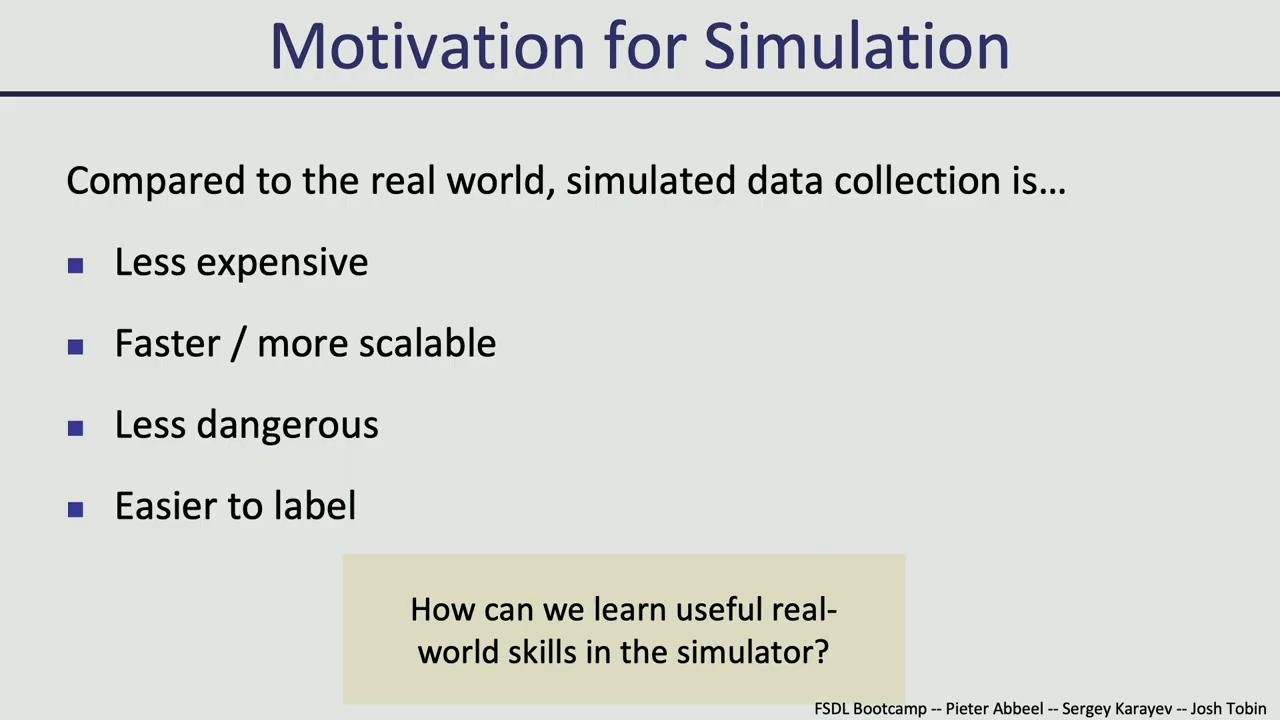 Motivation for Simulation
Compared to the real world, simulated data collection is…
Less expensive
Faster / more scalable
Less dangerous
Easier to label
How can we learn useful real-
world skills in the simulator?
FSDL Bootcamp -- Pieter Abbeel -- Sergey Karayev -- Josh Tobin